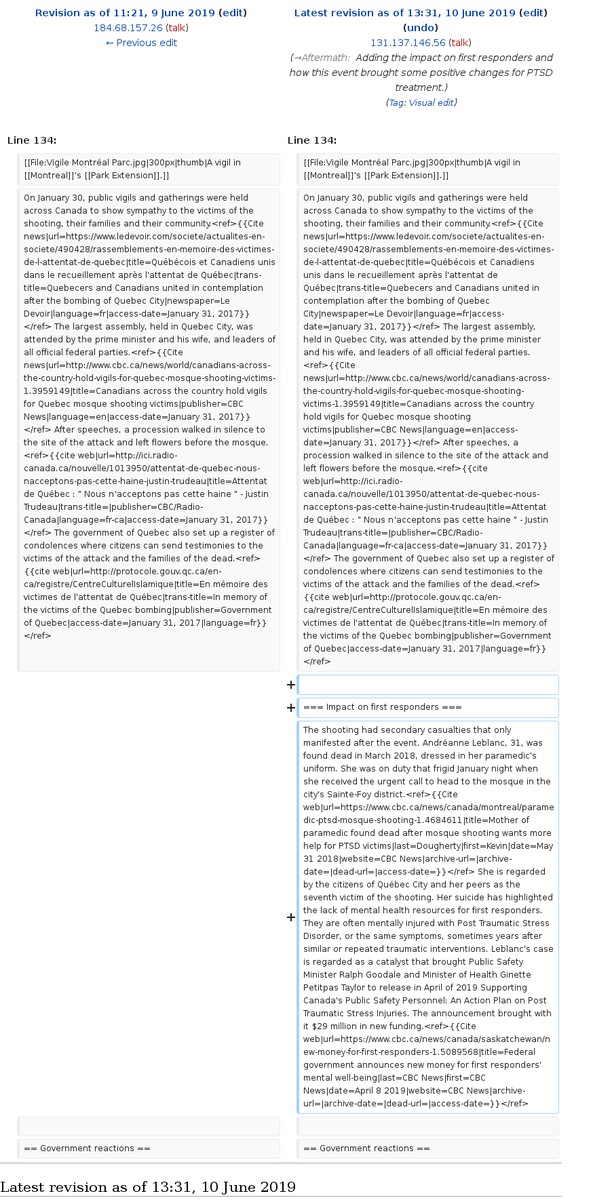 Revision as of 11:21, 9 June 2019 (edit)
184.68.157.26 (talk)
← Previous edit
Latest revision as of 13:31, 10 June 2019 (edit)
(undo)
131.137.146.56 (talk)
(→Aftermath: Adding the impact on first responders and
how this event brought some positive changes for PTSD
treatment.)
(Tag: Visual edit)
Line 134:
Line 134:
[[File:Vigile Montréal Parc.jpg|300px|thumb|A vigil in
[[Montreal]]'s [[Park Extension]].]]
[[File:Vigile Montréal Parc.jpg|300px|thumb|A vigil in
[[Montreal]]'s [[Park Extension]].]]
On January 30, public vigils and gatherings were held
across Canada to show sympathy to the victims of the
shooting, their families and their community.<ref>{{Cite
news|url=https://www.ledevoir.com/societe/actualites-en-
societe/490428/rassemblements-en-memoire-des-victimes-
de-l-attentat-de-quebec|title=Québécois et Canadiens unis
dans le recueillement après l'attentat de Québec|trans-
title=Quebecers and Canadians united in contemplation
after the bombing of Quebec City|newspaper=Le
Devoir|language=fr|access-date=January 31, 2017}}
</ref> The largest assembly, held in Quebec City, was
attended by the prime minister and his wife, and leaders of
all official federal parties.<ref>{{Cite
news|url=http://www.cbc.ca/news/world/canadians-across-
the-country-hold-vigils-for-quebec-mosque-shooting-victims-
1.3959149|title=Canadians across the country hold vigils
for Quebec mosque shooting victims|publisher=CBC
News|language=en|access-date=January 31, 2017}}
</ref> After speeches, a procession walked in silence to
the site of the attack and left flowers before the mosque.
<ref>{{cite web|url=http://ici.radio-
canada.ca/nouvelle/1013950/attentat-de-quebec-nous-
nacceptons-pas-cette-haine-justin-trudeau|title=Attentat
de Québec : " Nous n'acceptons pas cette haine " - Justin
Trudeau|trans-title=|publisher=CBC/Radio-
Canada|language=fr-ca|access-date=January 31, 2017}}
</ref> The government of Quebec also set up a register of
condolences where citizens can send testimonies to the
victims of the attack and the families of the dead.<ref>
{{cite web|url=http://protocole.gouv.qc.ca/en-
ca/registre/CentreCulturelIslamique|title=En mémoire des
victimes de l'attentat de Québec|trans-title=In memory of
the victims of the Quebec bombing|publisher=Government
of Quebec|access-date=January 31, 2017|language=fr}}
</ref>
On January 30, public vigils and gatherings were held
across Canada to show sympathy to the victims of the
shooting, their families and their community.<ref>{{Cite
news|url=https://www.ledevoir.com/societe/actualites-en-
societe/490428/rassemblements-en-memoire-des-victimes-
de-l-attentat-de-quebec|title=Québécois et Canadiens
unis dans le recueillement après l'attentat de
Québec|trans-title=Quebecers and Canadians united in
contemplation after the bombing of Quebec
City|newspaper=Le Devoir|language=fr|access-
date=January 31, 2017}}</ref> The largest assembly,
held in Quebec City, was attended by the prime minister
and his wife, and leaders of all official federal parties.
<ref>{{Cite
news|url=http://www.cbc.ca/news/world/canadians-across-
the-country-hold-vigils-for-quebec-mosque-shooting-
victims-1.3959149|title=Canadians across the country
hold vigils for Quebec mosque shooting
victims|publisher=CBC News|language=en|access-
date=January 31, 2017}}</ref> After speeches, a
procession walked in silence to the site of the attack and
left flowers before the mosque.<ref>{{cite
web|url=http://ici.radio-
canada.ca/nouvelle/1013950/attentat-de-quebec-nous-
nacceptons-pas-cette-haine-justin-trudeau|title=Attentat
de Québec : " Nous n'acceptons pas cette haine " - Justin
Trudeau|trans-title=|publisher=CBC/Radio-
Canada|language=fr-ca|access-date=January 31, 2017}}
</ref> The government of Quebec also set up a register of
condolences where citizens can send testimonies to the
victims of the attack and the families of the dead.<ref>
{{cite web|url=http://protocole.gouv.qc.ca/en-
ca/registre/CentreCulturelIslamique|title=En mémoire des
victimes de l'attentat de Québec|trans-title=In memory of
the victims of the Quebec bombing|publisher=Government
of Quebec|access-date=January 31, 2017|language=fr}}
</ref>
+
+ === Impact on first responders ===
The shooting had secondary casualties that only
manifested after the event. Andréanne Leblanc, 31, was
found dead in March 2018, dressed in her paramedic's
uniform. She was on duty that frigid January night when
she received the urgent call to head to the mosque in the
city's Sainte-Foy district.<ref>{{Cite
web|url=https://www.cbc.ca/news/canada/montreal/parame
dic-ptsd-mosque-shooting-1.4684611|title=Mother of
paramedic found dead after mosque shooting wants more
help for PTSD victims|last=Dougherty|first=Kevin|date=May
31 2018|website=CBC News|archive-url=|archive-
date=|dead-url=|access-date=}}</ref> She is regarded
by the citizens of Québec City and her peers as the
seventh victim of the shooting. Her suicide has highlighted
the lack of mental health resources for first responders.
+ They are often mentally injured with Post Traumatic Stress
Disorder, or the same symptoms, sometimes years after
similar or repeated traumatic interventions. Leblanc's case
is regarded as a catalyst that brought Public Safety
Minister Ralph Goodale and Minister of Health Ginette
Petitpas Taylor to release in April of 2019 Supporting
Canada's Public Safety Personnel: An Action Plan on Post
Traumatic Stress Injuries. The announcement brought with
it $29 million in new funding.<ref>{{Cite
web|url=https://www.cbc.ca/news/canada/saskatchewan/n
ew-money-for-first-responders-1.5089568|title=Federal
government announces new money for first responders'
mental well-being|last=CBC News|first=CBC
News|date=April 8 2019|website=CBC News|archive-
url=|archive-date=|dead-url=|access-date=}}</ref>
== Government reactions ==
== Government reactions ==
Latest revision as of 13:31, 10 June 2019